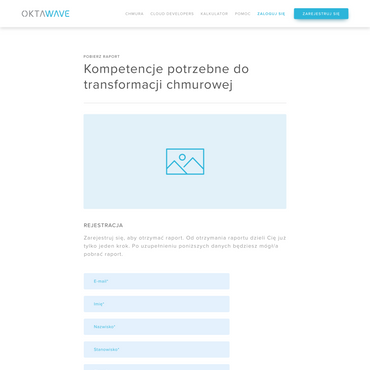 OKTAWAVE
CHMURA CLOUD DEVELOPERS KALKULATOR POMOC ZALOGUJ SIĘ ZAREJESTRUJ SIĘ
POBIERZ RAPORT
Kompetencje potrzebne do
transformacji chmurowej
REJESTRACJA
Zarejestruj się, aby otrzymać raport. Od otrzymania raportu dzieli Cię już
tylko jeden krok. Po uzupełnieniu poniższych danych będziesz mógł/a
pobrać raport.
E-mail*
Imię*
Nazwisko*
Stanowisko*